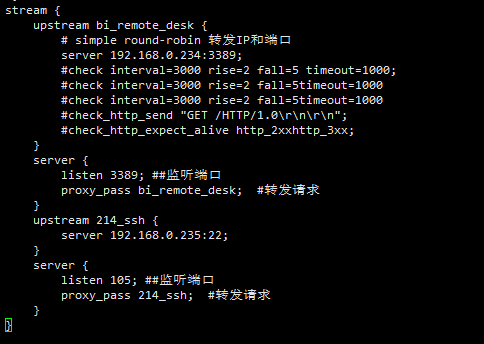 stream {
    upstream bi_remote_desk {
        # simple round-robin 转发IP和端口
        server 192.168.0.234:3389;
        #check interval=3000 rise=2 fall=5 timeout=1000;
        #check interval=3000 rise=2 fall=5timeout=1000
        #check interval=3000 rise=2 fall=5timeout=1000
        #check_http_send "GET /HTTP/1.0\r\n\r\n";
        #check_http_expect_alive http_2xxhttp_3xx;
    }
    server {
        listen 3389; ##监听端口
        proxy_pass bi_remote_desk;  #转发请求
    }
    upstream 214_ssh {
        server 192.168.0.235:22;
    }
    server {
        listen 105; ##监听端口
        proxy_pass 214_ssh;  #转发请求
    }
}